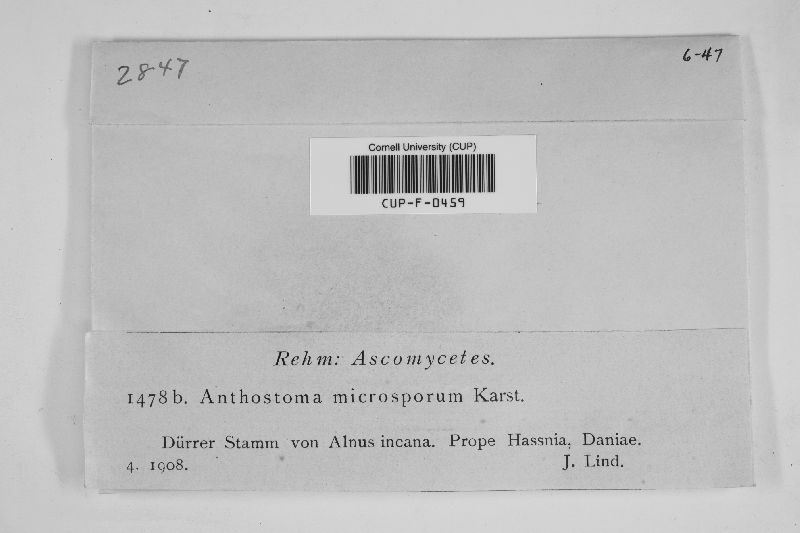 2847
6-47
Cornell University (CUP)
CUP-F-0459
Rehm: Ascomycetes.
1478b. Anthostoma microsporum Karst.
Dürrer Stamm von Alnus incana. Prope Hassnia, Daniae.
4. 1908. J. Lind.